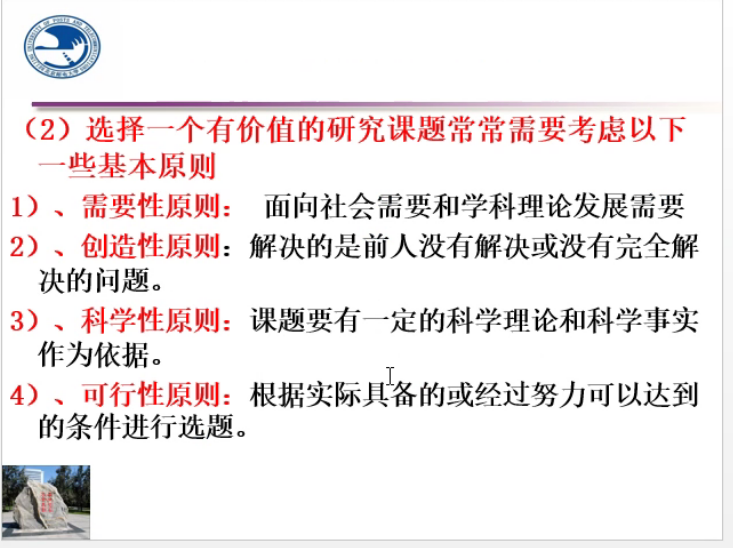 （2）选择一个有价值的研究课题常常需要考虑以下
一些基本原则
1）、需要性原则： 面向社会需要和学科理论发展需要
2）、创造性原则：解决的是前人没有解决或没有完全解
决的问题。
3）、科学性原则：课题要有一定的科学理论和科学事实
作为依据。
4）、可行性原则：根据实际具备的或经过努力可以达到
的条件进行选题。